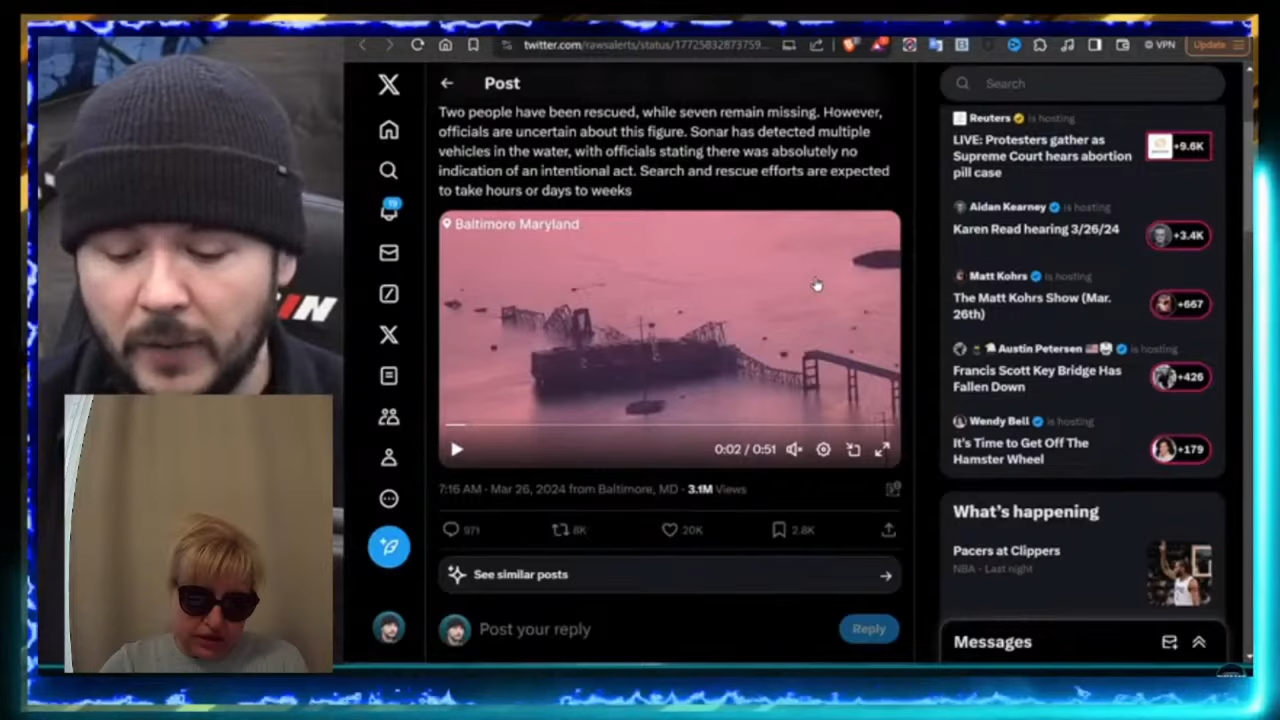 twitter.com/rawsalerts/status/17725832873759...
VPN
Update
Post
Two people have been rescued, while seven remain missing. However,
officials are uncertain about this figure. Sonar has detected multiple
vehicles in the water, with officials stating there was absolutely no
indication of an intentional act. Search and rescue efforts are expected
to take hours or days to weeks
Baltimore Maryland
0:02 / 0:51
7:15 AM · Mar 26, 2024 from Baltimore, MD · 3.1M Views
971
8K
20K
2.8K
See similar posts
Post your reply
Reply
19
Search
Reuters is hosting
LIVE: Protesters gather as
Supreme Court hears abortion
pill case
+9.6K
Aidan Kearney is hosting
Karen Read hearing 3/26/24
+3.4K
Matt Kohrs is hosting
The Matt Kohrs Show (Mar.
26th)
+667
Austin Petersen is hosting
Francis Scott Key Bridge Has
Fallen Down
+426
Wendy Bell is hosting
It's Time to Get Off The
Hamster Wheel
+179
What's happening
Pacers at Clippers
NBA · Last night
Messages